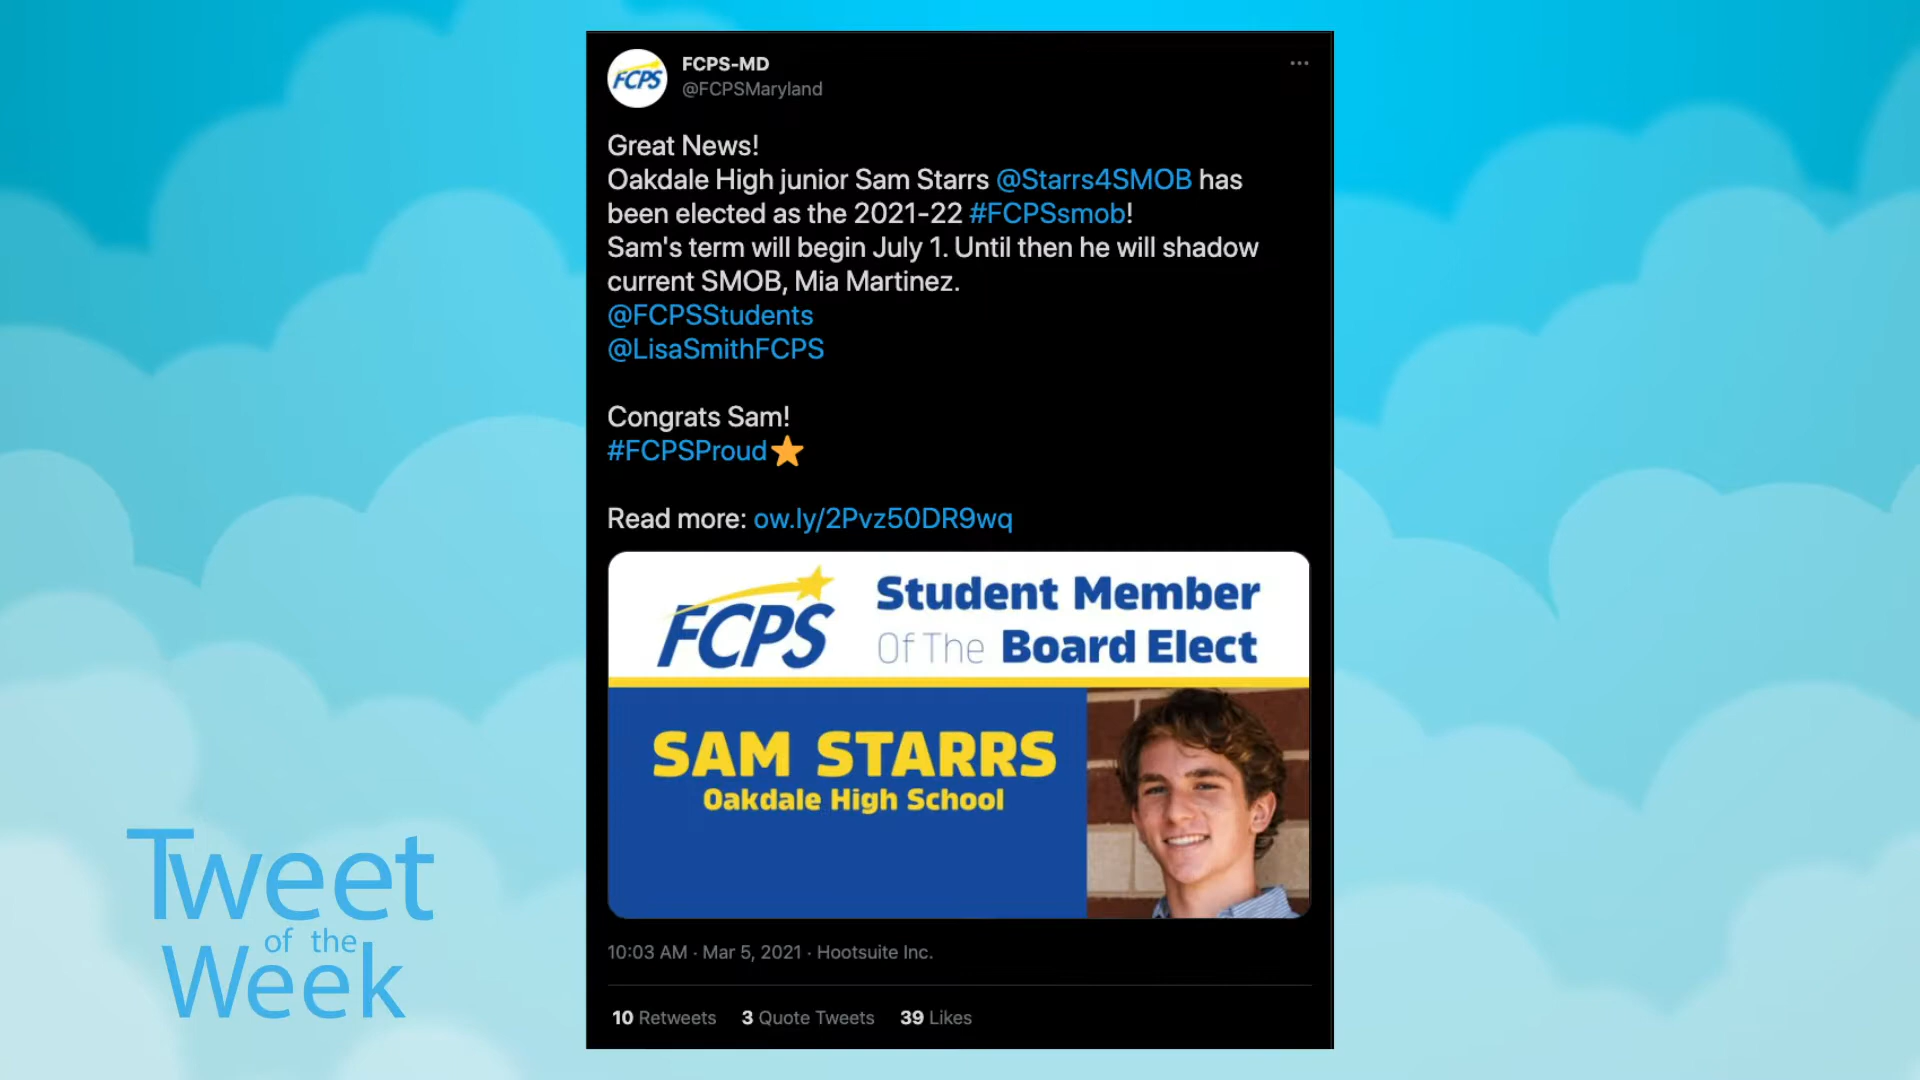 FCPS
FCPS-MD
@FCPSMaryland
Great News!
Oakdale High junior Sam Starrs @Starrs4SMOB has
been elected as the 2021-22 #FCPSsmob!
Sam's term will begin July 1. Until then he will shadow
current SMOB, Mia Martinez.
@FCPSStudents
@LisaSmithFCPS
Congrats Sam!
#FCPSProud
Read more: ow.ly/2Pvz50DR9wq
FCPS
Student Member
Of The Board Elect
SAM STARRS
Oakdale High School
10:03 AM · Mar 5, 2021 · Hootsuite Inc.
10 Retweets 3 Quote Tweets 39 Likes
Tweet
of the
Week